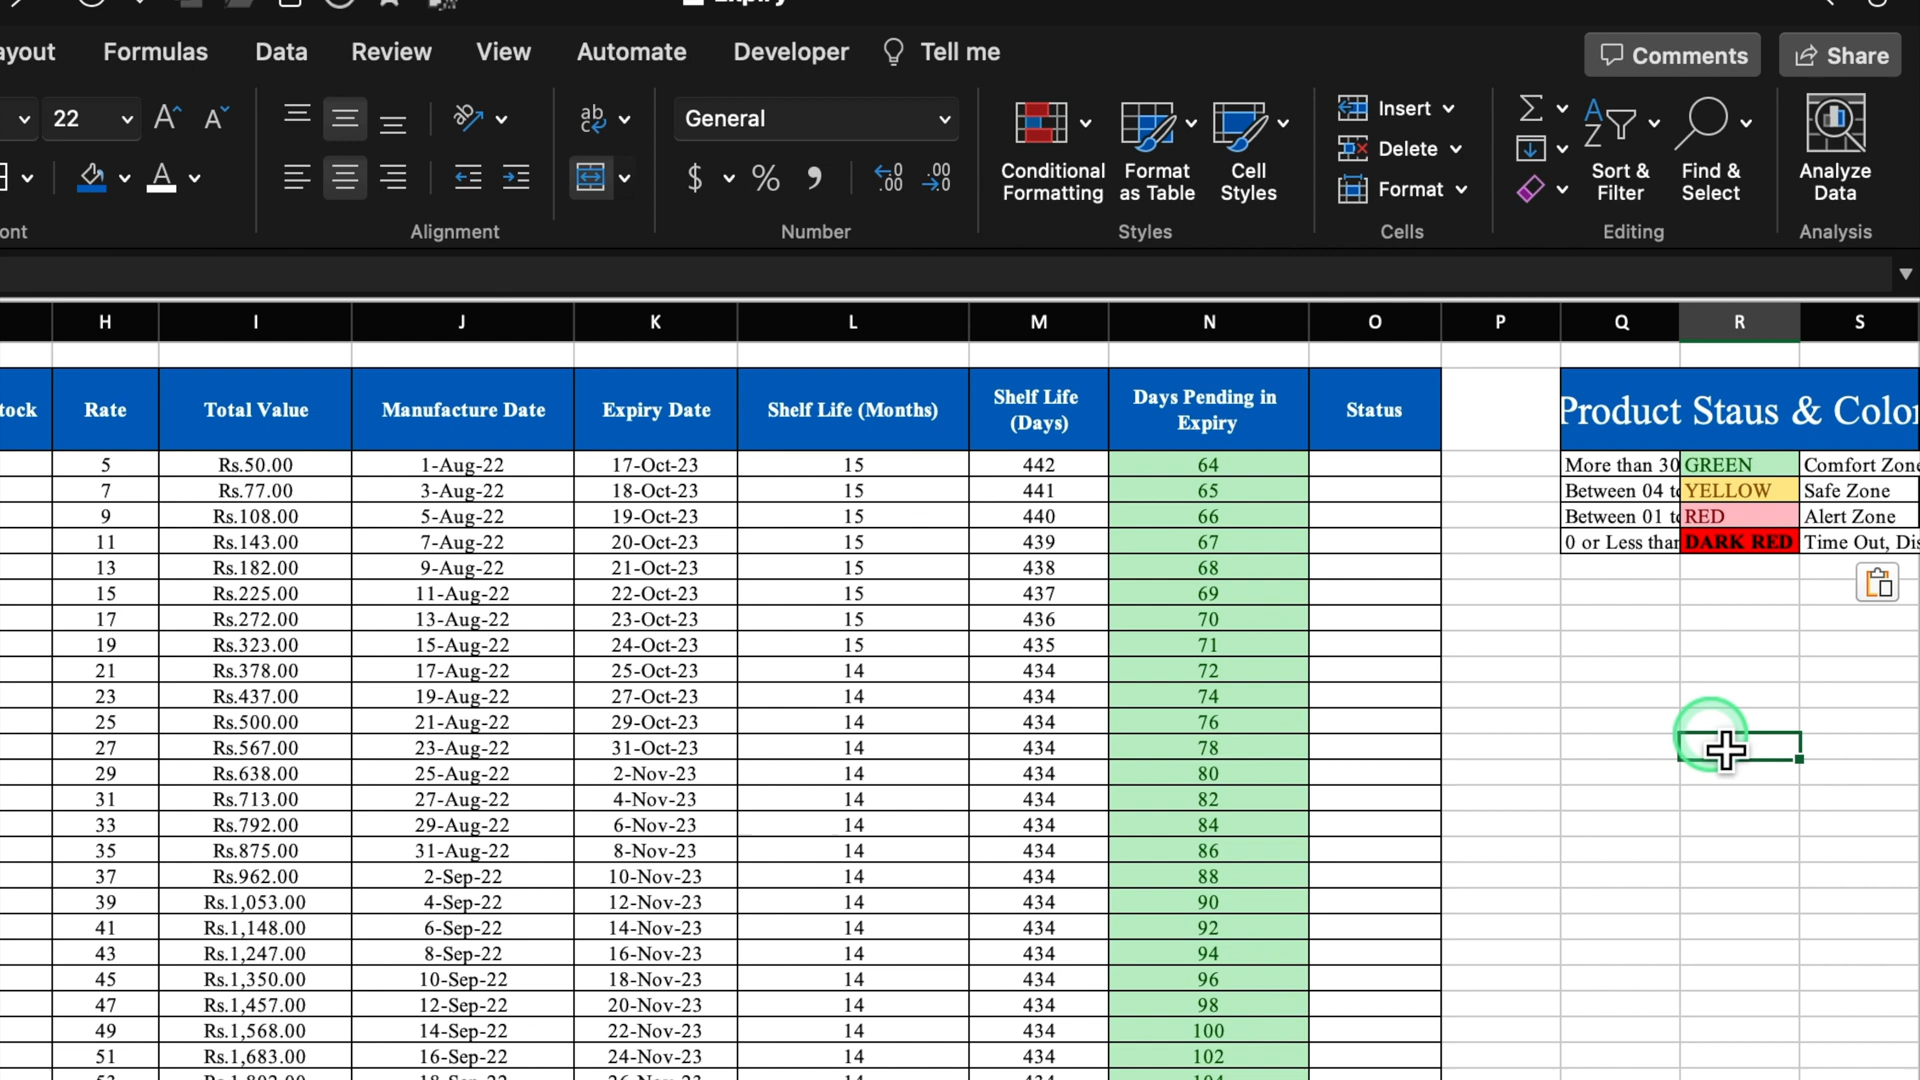 ayout Formulas Data Review View Automate Developer Tell me Comments Share
22 General Insert
Delete
Format
Conditional Formatting Format as Table Cell Styles Sort & Filter Find & Select Analyze Data
ont Alignment Number Styles Cells Editing Analysis
H I J K L M N O P Q R S
tock Rate Total Value Manufacture Date Expiry Date Shelf Life (Months) Shelf Life (Days) Days Pending in Expiry Status Product Staus & Color
5 Rs.50.00 1-Aug-22 17-Oct-23 15 442 64 More than 30 GREEN Comfort Zone
7 Rs.77.00 3-Aug-22 18-Oct-23 15 441 65 Between 04 to YELLOW Safe Zone
9 Rs.108.00 5-Aug-22 19-Oct-23 15 440 66 Between 01 to RED Alert Zone
11 Rs.143.00 7-Aug-22 20-Oct-23 15 439 67 0 or Less than DARK RED Time Out, Dis
13 Rs.182.00 9-Aug-22 21-Oct-23 15 438 68
15 Rs.225.00 11-Aug-22 22-Oct-23 15 437 69
17 Rs.272.00 13-Aug-22 23-Oct-23 15 436 70
19 Rs.323.00 15-Aug-22 24-Oct-23 15 435 71
21 Rs.378.00 17-Aug-22 25-Oct-23 14 434 72
23 Rs.437.00 19-Aug-22 27-Oct-23 14 434 74
25 Rs.500.00 21-Aug-22 29-Oct-23 14 434 76
27 Rs.567.00 23-Aug-22 31-Oct-23 14 434 78
29 Rs.638.00 25-Aug-22 2-Nov-23 14 434 80
31 Rs.713.00 27-Aug-22 4-Nov-23 14 434 82
33 Rs.792.00 29-Aug-22 6-Nov-23 14 434 84
35 Rs.875.00 31-Aug-22 8-Nov-23 14 434 86
37 Rs.962.00 2-Sep-22 10-Nov-23 14 434 88
39 Rs.1,053.00 4-Sep-22 12-Nov-23 14 434 90
41 Rs.1,148.00 6-Sep-22 14-Nov-23 14 434 92
43 Rs.1,247.00 8-Sep-22 16-Nov-23 14 434 94
45 Rs.1,350.00 10-Sep-22 18-Nov-23 14 434 96
47 Rs.1,457.00 12-Sep-22 20-Nov-23 14 434 98
49 Rs.1,568.00 14-Sep-22 22-Nov-23 14 434 100
51 Rs.1,683.00 16-Sep-22 24-Nov-23 14 434 102